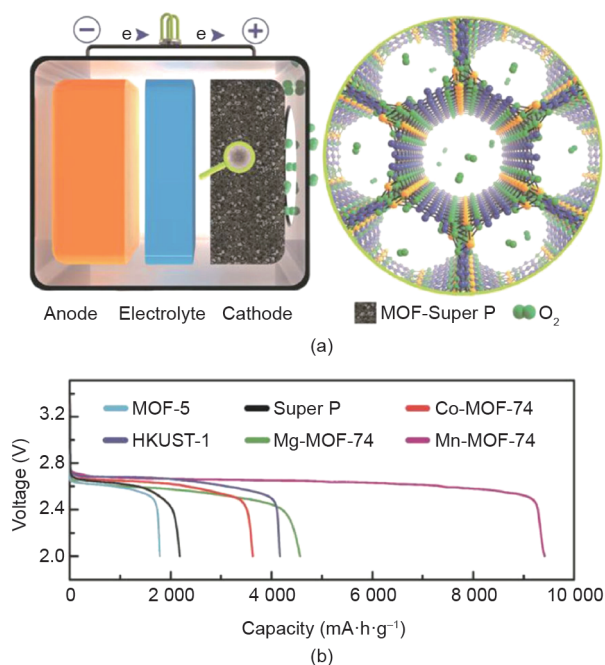 − e e +
Anode Electrolyte Cathode MOF-Super P O₂
(a)
MOF-5 Super P Co-MOF-74
HKUST-1 Mg-MOF-74 Mn-MOF-74
Voltage (V)
3.2
2.8
2.4
2.0
0 2 000 4 000 6 000 8 000 10 000
Capacity (mA·h·g⁻¹)
(b)